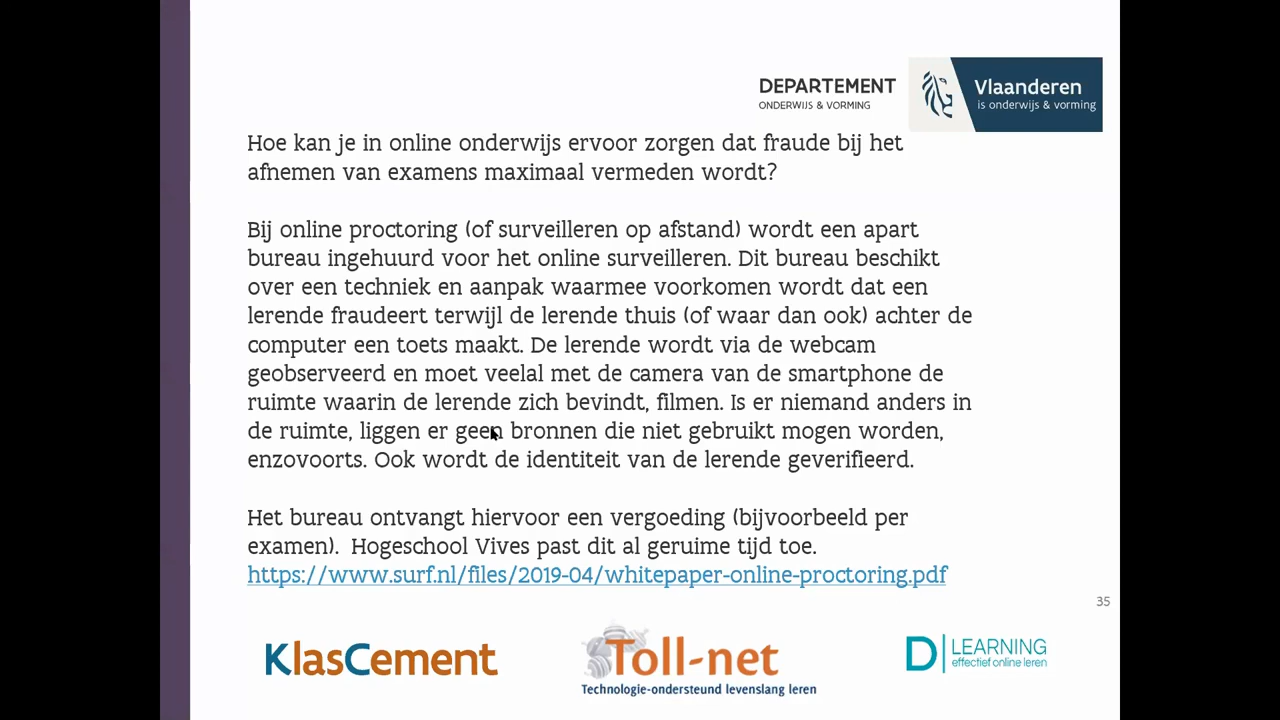 DEPARTEMENT
ONDERWIJS & VORMING
Vlaanderen
is onderwijs & vorming
Hoe kan je in online onderwijs ervoor zorgen dat fraude bij het
afnemen van examens maximaal vermeden wordt?
Bij online proctoring (of surveilleren op afstand) wordt een apart
bureau ingehuurd voor het online surveilleren. Dit bureau beschikt
over een techniek en aanpak waarmee voorkomen wordt dat een
lerende fraudeert terwijl de lerende thuis (of waar dan ook) achter de
computer een toets maakt. De lerende wordt via de webcam
geobserveerd en moet veelal met de camera van de smartphone de
ruimte waarin de lerende zich bevindt, filmen. Is er niemand anders in
de ruimte, liggen er geen bronnen die niet gebruikt mogen worden,
enzovoorts. Ook wordt de identiteit van de lerende geverifieerd.
Het bureau ontvangt hiervoor een vergoeding (bijvoorbeeld per
examen). Hogeschool Vives past dit al geruime tijd toe.
https://www.surf.nl/files/2019-04/whitepaper-online-proctoring.pdf
35
KlasCement
Toll-net
Technologie-ondersteund levenslang leren
D LEARNING
effectief online leren